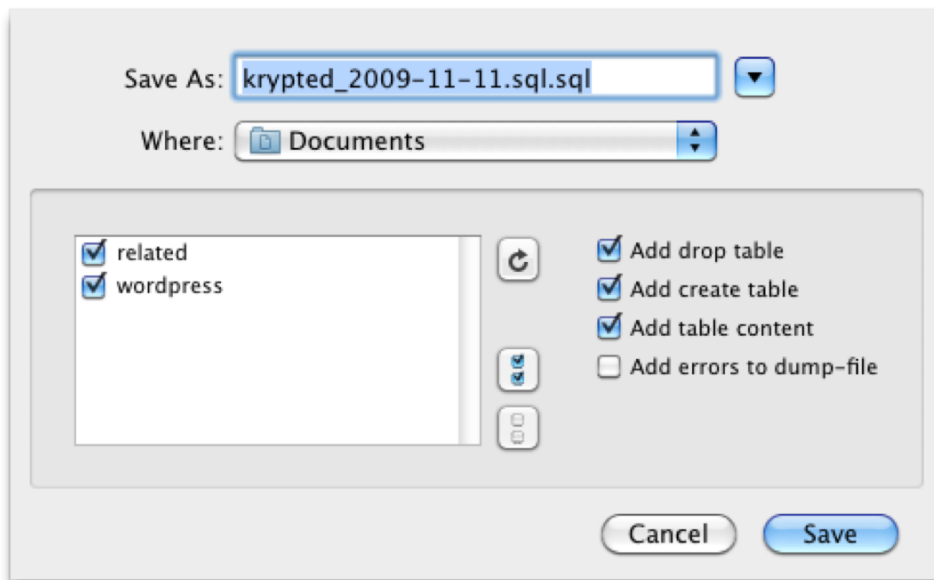 Save As: krypted_2009-11-11.sql.sql
Where: Documents
related
wordpress
Add drop table
Add create table
Add table content
Add errors to dump-file
Cancel Save